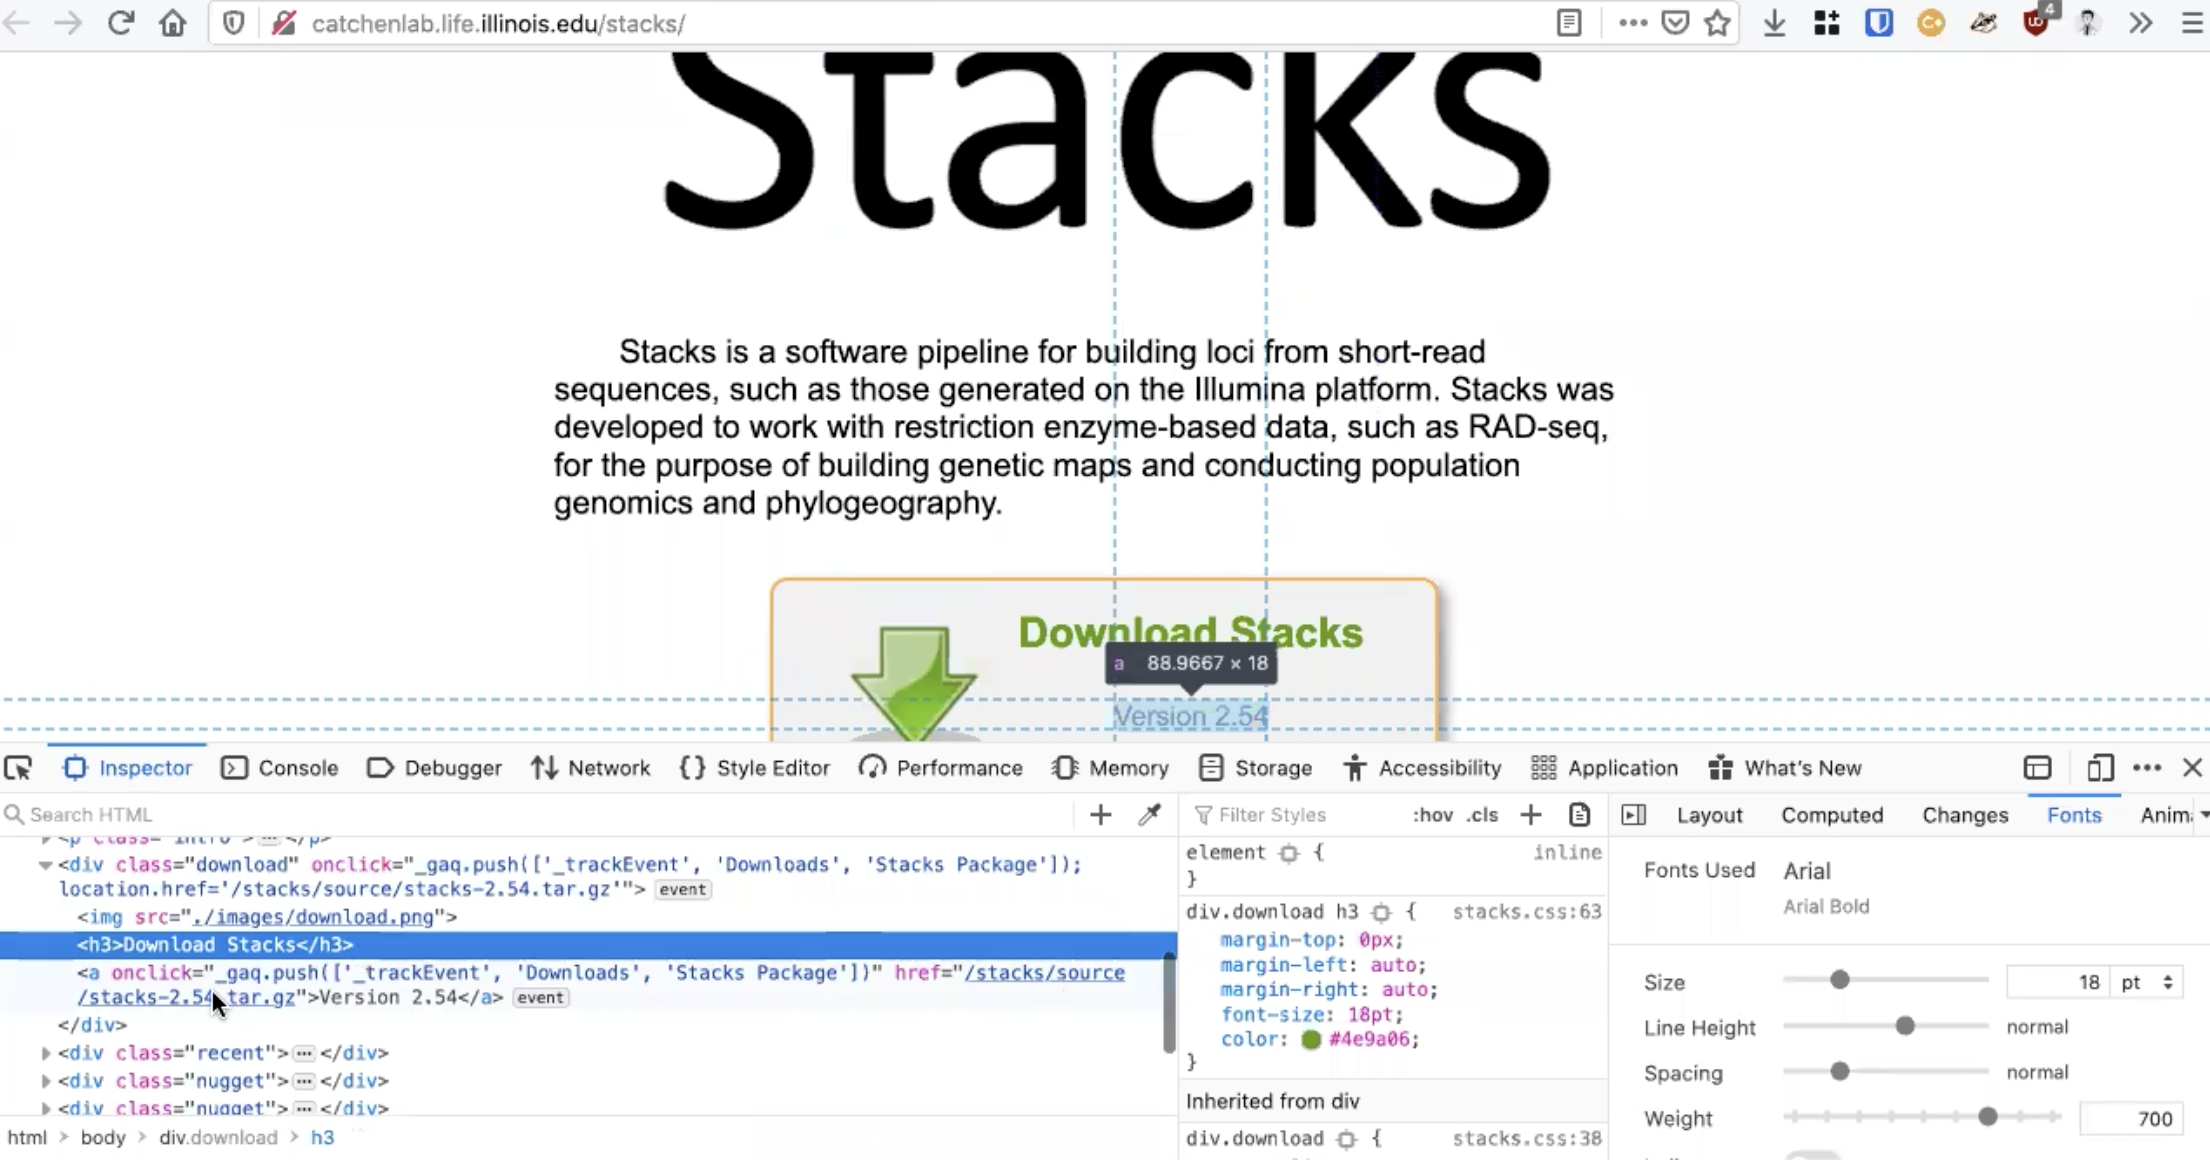 catchenlab.life.illinois.edu/stacks/
4
Stacks
Stacks is a software pipeline for building loci from short-read
sequences, such as those generated on the Illumina platform. Stacks was
developed to work with restriction enzyme-based data, such as RAD-seq,
for the purpose of building genetic maps and conducting population
genomics and phylogeography.
Download Stacks
a 88.9667 × 18
Version 2.54
Inspector Console Debugger Network Style Editor Performance Memory Storage Accessibility Application What's New
Search HTML
<p class="intro">⋯</p>
<div class="download" onclick="_gaq.push(['_trackEvent', 'Downloads', 'Stacks Package']);
location.href='/stacks/source/stacks-2.54.tar.gz'"> event
<img src="./images/download.png">
<h3>Download Stacks</h3>
<a onclick="_gaq.push(['_trackEvent', 'Downloads', 'Stacks Package'])" href="/stacks/source
/stacks-2.54.tar.gz">Version 2.54</a> event
</div>
<div class="recent">⋯</div>
<div class="nugget">⋯</div>
<div class="nugget">⋯</div>
html > body > div.download > h3
Filter Styles :hov .cls
element { inline
}
div.download h3 { stacks.css:63
margin-top: 0px;
margin-left: auto;
margin-right: auto;
font-size: 18pt;
color: #4e9a06;
}
Inherited from div
div.download { stacks.css:38
Layout Computed Changes Fonts Anim
Fonts Used Arial
Arial Bold
Size 18 pt
Line Height normal
Spacing normal
Weight 700